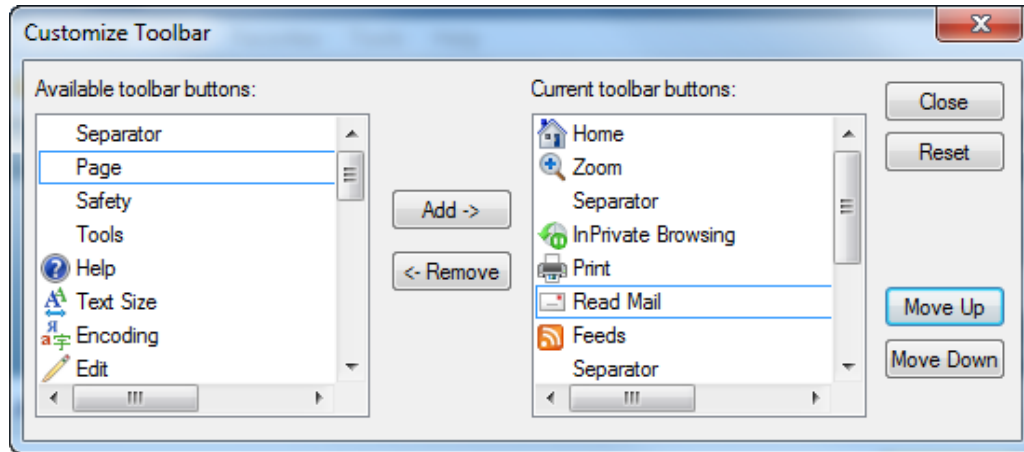 Customize Toolbar
Available toolbar buttons:
Separator
Page
Safety
Tools
Help
Text Size
Encoding
Edit
Add ->
<- Remove
Current toolbar buttons:
Home
Zoom
Separator
InPrivate Browsing
Print
Read Mail
Feeds
Separator
Close
Reset
Move Up
Move Down